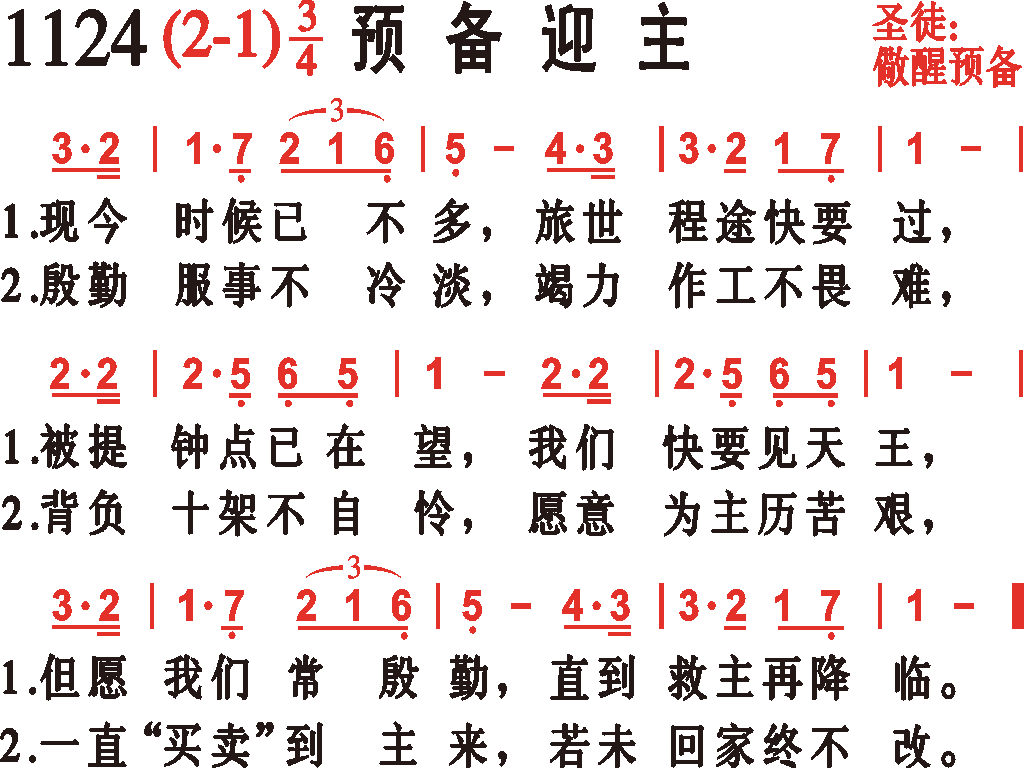 1124 (2-1) 3/4 预备迎主 圣徒：
儆醒预备
3
3·2 | 1·7 2 1 6 | 5 - 4·3 | 3·2 1 7 | 1 - |
1.现今 时候已 不多，旅世 程途快要 过，
2.殷勤 服事不 冷淡，竭力 作工不畏 难，
2·2 | 2·5 6 5 | 1 - 2·2 | 2·5 6 5 | 1 - |
1.被提 钟点已在 望，我们 快要见天 王，
2.背负 十架不自 怜，愿意 为主历苦 艰，
3
3·2 | 1·7 2 1 6 | 5 - 4·3 | 3·2 1 7 | 1 -
1.但愿 我们 常 殷勤，直到 救主再降 临。
2.一直“买卖”到 主来，若未 回家终不 改。